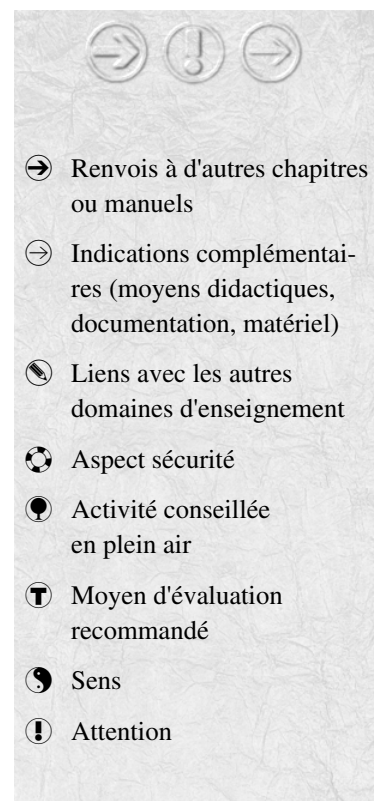 Renvois à d'autres chapitres
ou manuels
Indications complémentai-
res (moyens didactiques,
documentation, matériel)
Liens avec les autres
domaines d'enseignement
Aspect sécurité
Activité conseillée
en plein air
T Moyen d'évaluation
recommandé
Sens
! Attention